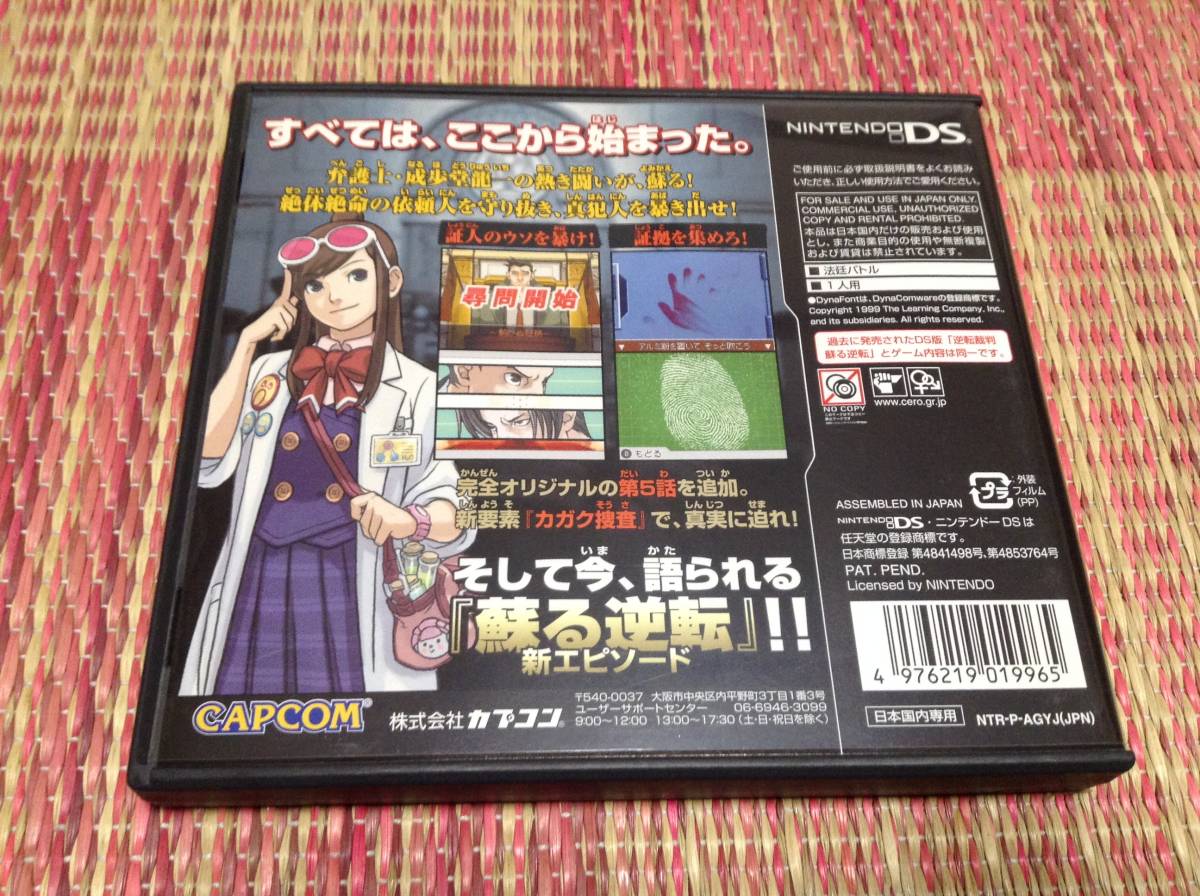 すべては、ここから始まった。
弁護士・成歩堂龍一の熱き闘いが、蘇る!
絶体絶命の依頼人を守り抜き、真犯人を暴き出せ!
証人のウソを暴け!
尋問開始
証拠を集めろ!
アルミ粉を置いて、そっと吹こう
もどる
完全オリジナルの第5話を追加。
新要素『カガク捜査』で、真実に迫れ!
そして今、語られる
『蘇る逆転』!!
新エピソード
CAPCOM
株式会社カプコン
〒540-0037 大阪市中央区内平野町3丁目1番3号
ユーザーサポートセンター 06-6946-3099
9:00~12:00 13:00~17:30 (土・日・祝日を除く)
NINTENDO DS
ご使用前に必ず取扱説明書をよくお読み
いただき、正しい使用方法でご愛用ください。
FOR SALE AND USE IN JAPAN ONLY.
COMMERCIAL USE, UNAUTHORIZED
COPY AND RENTAL PROHIBITED.
本品は日本国内だけの販売および使用
とし、また商業目的の使用や無断複製
および賃貸は禁止されています。
■ 法廷バトル
■ 1人用
●DynaFontは、DynaComwareの登録商標です。
Copyright 1999 The Learning Company, Inc.,
and its subsidiaries. All rights reserved.
過去に発売されたDS版「逆転裁判
蘇る逆転」とゲーム内容は同一です。
NO COPY
www.cero.gr.jp
ASSEMBLED IN JAPAN
プラ
外装
フィルム
(PP)
NINTENDO DS・ニンテンドーDSは
任天堂の登録商標です。
日本商標登録 第4841498号、第4853764号
PAT. PEND.
Licensed by NINTENDO
4 976219 019965
日本国内専用
NTR-P-AGYJ(JPN)